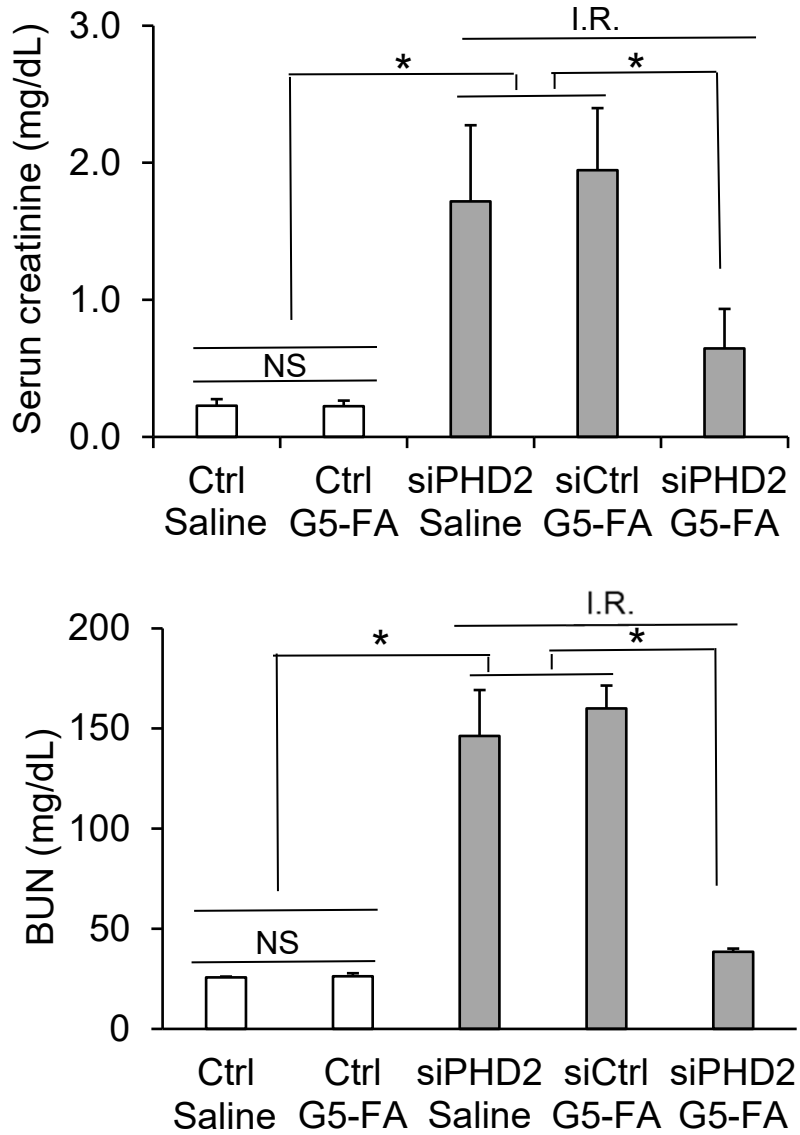 I.R.
3.0
*
*
2.0
1.0
NS
0.0
Serun creatinine (mg/dL)
Ctrl Ctrl siPHD2 siCtrl siPHD2
Saline G5-FA Saline G5-FA G5-FA
I.R.
200
*
*
150
100
50
NS
0
BUN (mg/dL)
Ctrl Ctrl siPHD2 siCtrl siPHD2
Saline G5-FA Saline G5-FA G5-FA